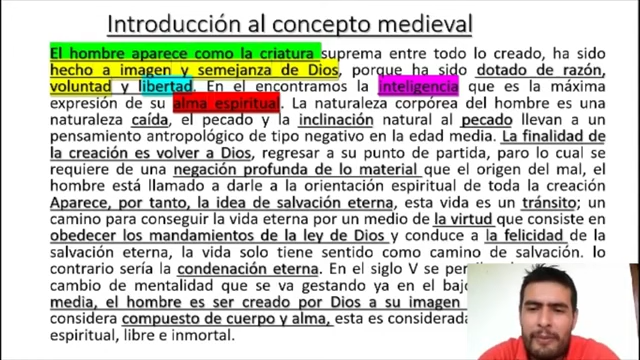 Introducción al concepto medieval
El hombre aparece como la criatura suprema entre todo lo creado, ha sido
hecho a imagen y semejanza de Dios, porque ha sido dotado de razón,
voluntad y libertad. En el encontramos la inteligencia que es la máxima
expresión de su alma espiritual. La naturaleza corpórea del hombre es una
naturaleza caída, el pecado y la inclinación natural al pecado llevan a un
pensamiento antropológico de tipo negativo en la edad media. La finalidad de
la creación es volver a Dios, regresar a su punto de partida, paro lo cual se
requiere de una negación profunda de lo material que el origen del mal, el
hombre está llamado a darle a la orientación espiritual de toda la creación
Aparece, por tanto, la idea de salvación eterna, esta vida es un tránsito; un
camino para conseguir la vida eterna por un medio de la virtud que consiste en
obedecer los mandamientos de la ley de Dios y conduce a la felicidad de la
salvación eterna, la vida solo tiene sentido como camino de salvación. lo
contrario sería la condenación eterna. En el siglo V se
cambio de mentalidad que se va gestando ya en el
media, el hombre es ser creado por Dios a su imagen
considera compuesto de cuerpo y alma, esta es considerada
espiritual, libre e inmortal.